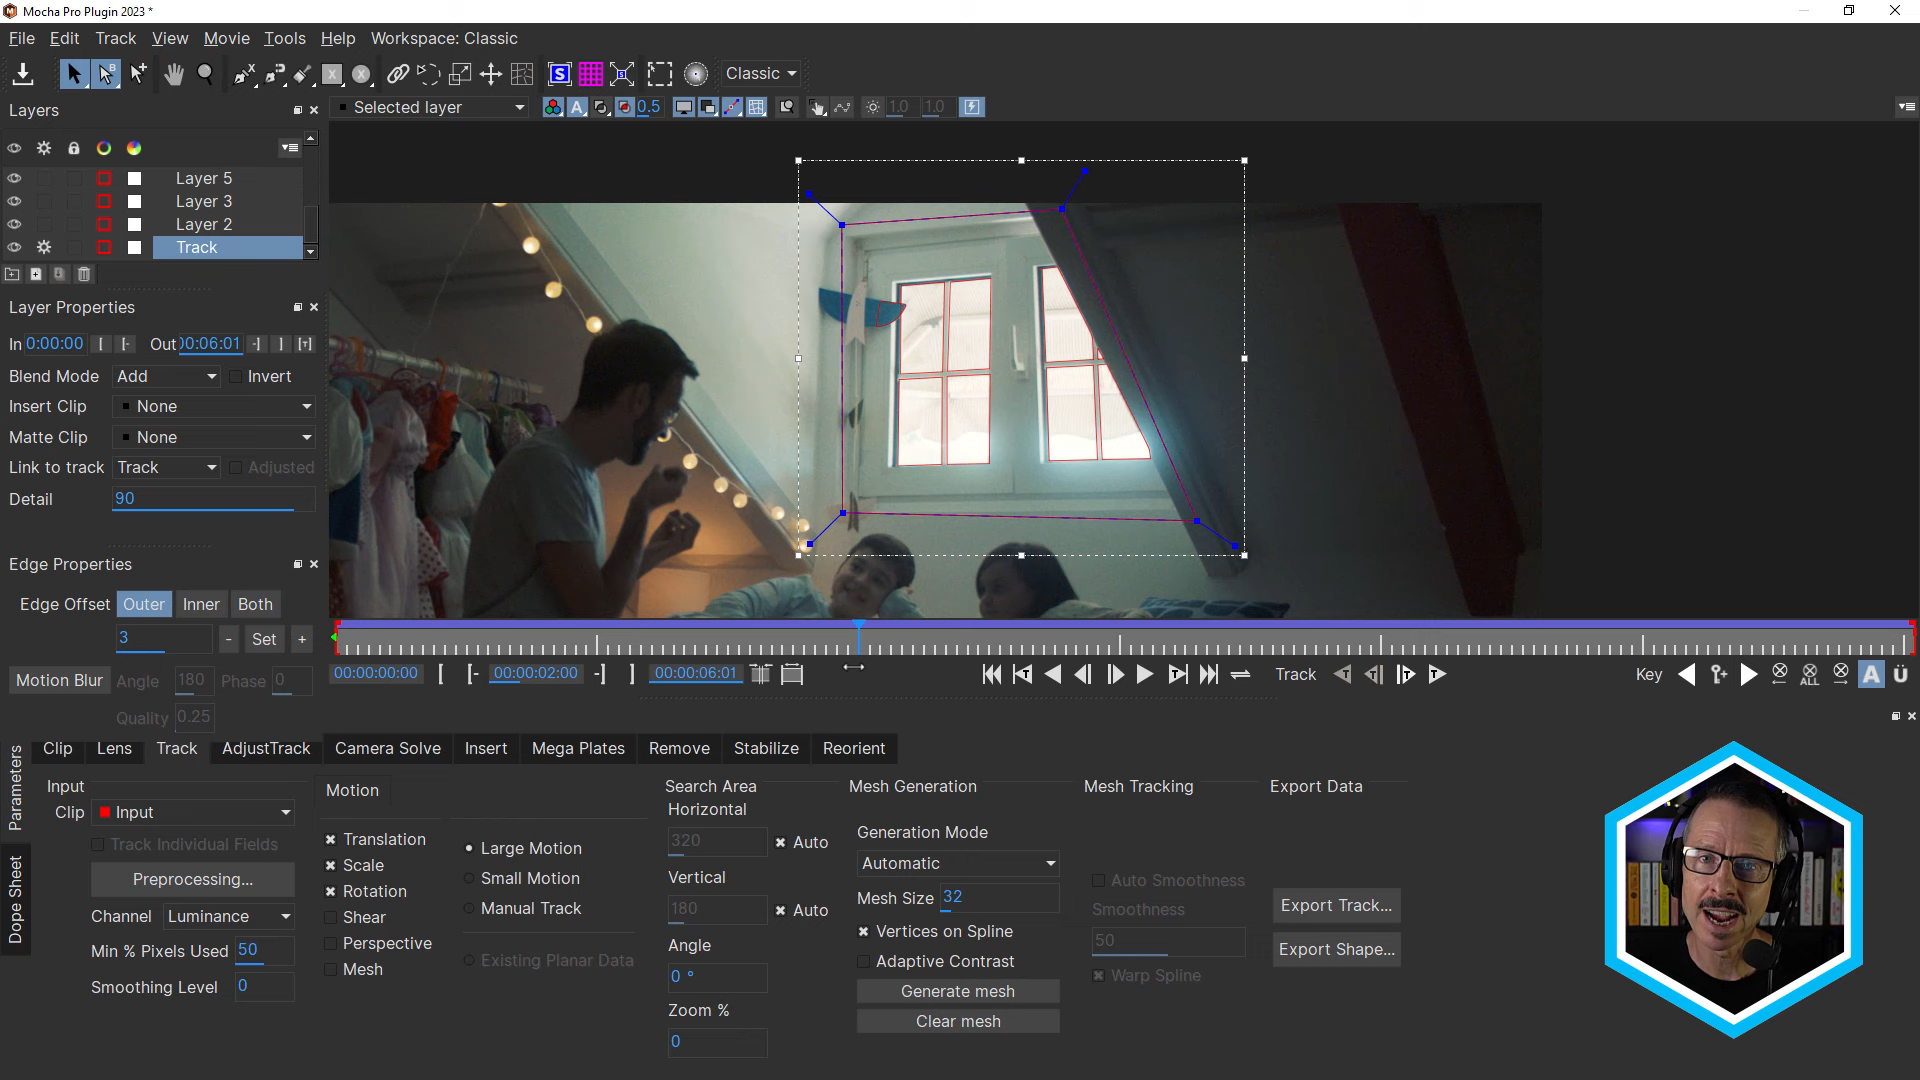 Mocha Pro Plugin 2023 *
File Edit Track View Movie Tools Help Workspace: Classic
Classic
Layers
Selected layer
A 0.5 1.0 1.0
Layer 5
Layer 3
Layer 2
Track
Layer Properties
In 0:00:00 Out 00:06:01
Blend Mode Add Invert
Insert Clip None
Matte Clip None
Link to track Track Adjusted
Detail 90
Edge Properties
Edge Offset Outer Inner Both
3 - Set +
Motion Blur Angle 180 Phase 0
Quality 0.25
00:00:00:00 00:00:02:00 00:00:06:01 Track Key ALL A Ü
Clip Lens Track AdjustTrack Camera Solve Insert Mega Plates Remove Stabilize Reorient
Parameters
Dope Sheet
Input
Clip Input
Track Individual Fields
Preprocessing...
Channel Luminance
Min % Pixels Used 50
Smoothing Level 0
Motion
Translation
Scale
Rotation
Shear
Perspective
Mesh
Large Motion
Small Motion
Manual Track
Existing Planar Data
Search Area
Horizontal
320 Auto
Vertical
180 Auto
Angle
0 °
Zoom %
0
Mesh Generation
Generation Mode
Automatic
Mesh Size 32
Vertices on Spline
Adaptive Contrast
Generate mesh
Clear mesh
Mesh Tracking
Auto Smoothness
Smoothness
50
Warp Spline
Export Data
Export Track...
Export Shape...